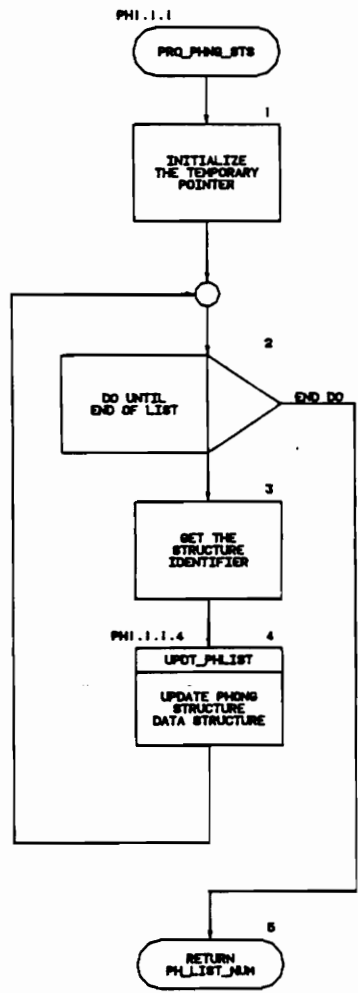 PH1.1.1
PRO_PHNG_STS
1
INITIALIZE
THE TEMPORARY
POINTER
2
DO UNTIL
END OF LIST
END DO
3
GET THE
STRUCTURE
IDENTIFIER
PH1.1.1.4
4
UPDT_PHLIST
UPDATE PHONG
STRUCTURE
DATA STRUCTURE
5
RETURN
PH_LIST_NUM